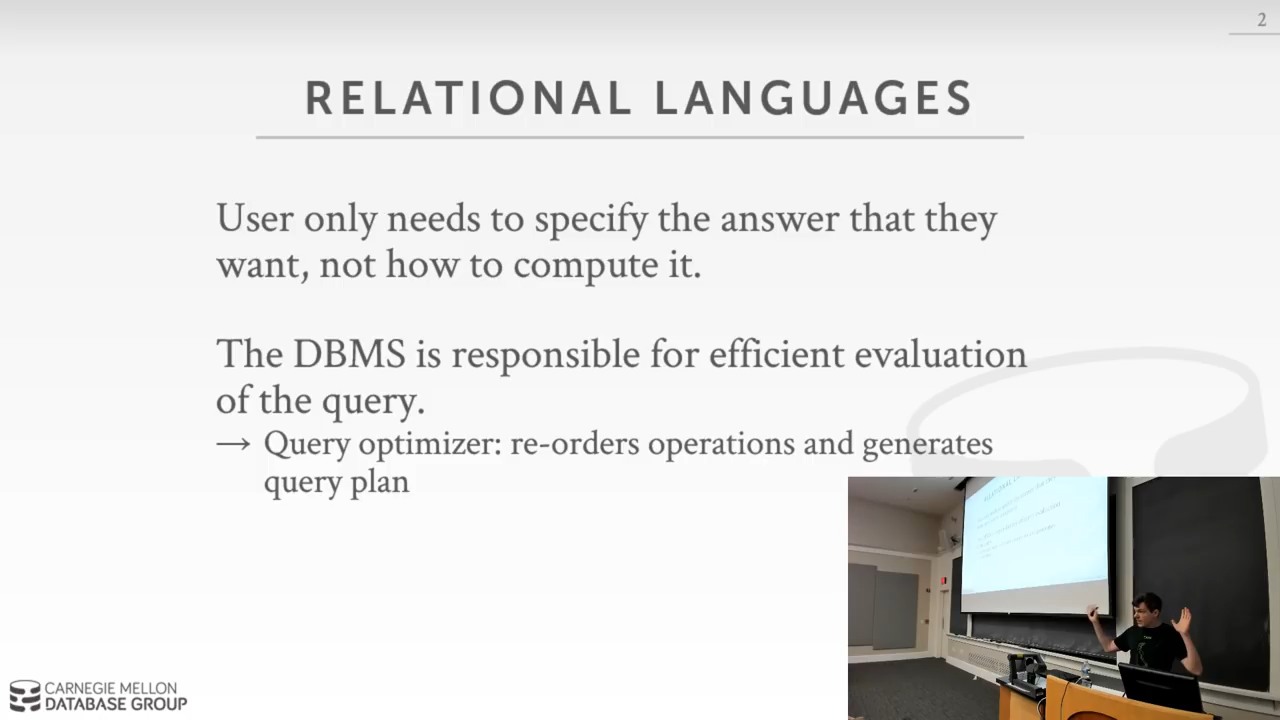 2
RELATIONAL LANGUAGES
User only needs to specify the answer that they
want, not how to compute it.
The DBMS is responsible for efficient evaluation
of the query.
→ Query optimizer: re-orders operations and generates
query plan
CARNEGIE MELLON
DATABASE GROUP